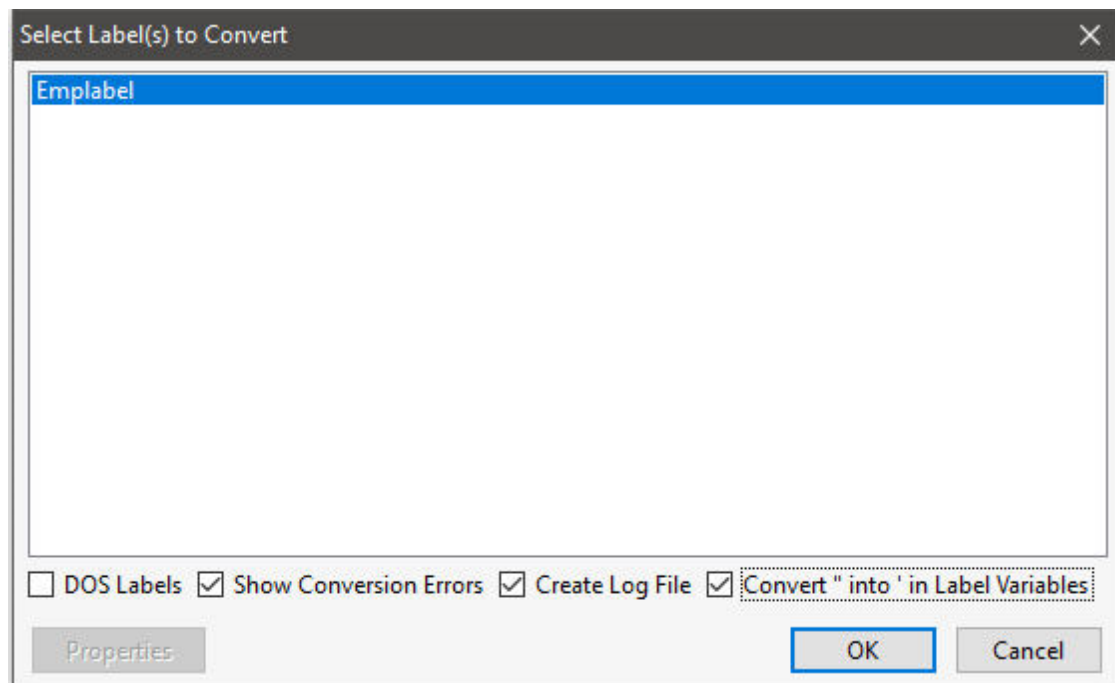 Select Label(s) to Convert
Emplabel
DOS Labels Show Conversion Errors Create Log File Convert " into ' in Label Variables
Properties OK Cancel